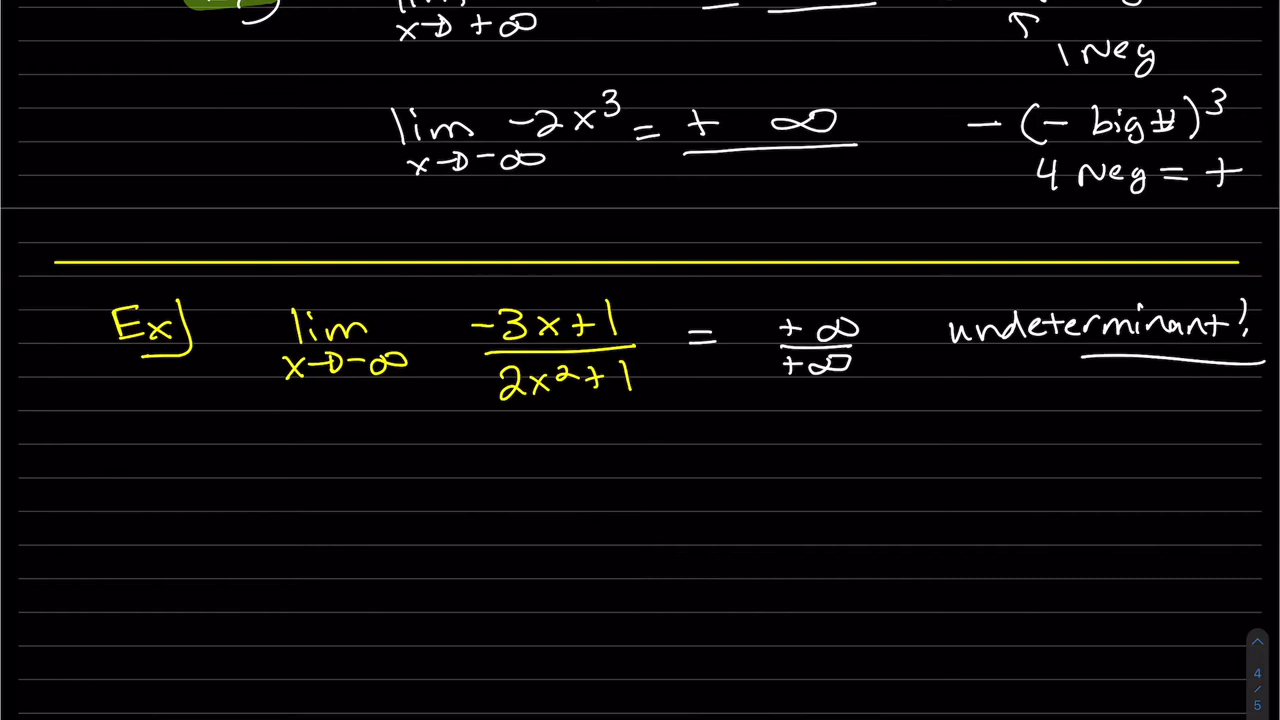 x→+∞ = 1 Neg
lim x→-∞ -2x³ = + ∞ -(- big#)³
4 Neg = +
Ex] lim x→-∞ (-3x+1)/(2x²+1) = +∞/+∞ undeterminant!
4/5